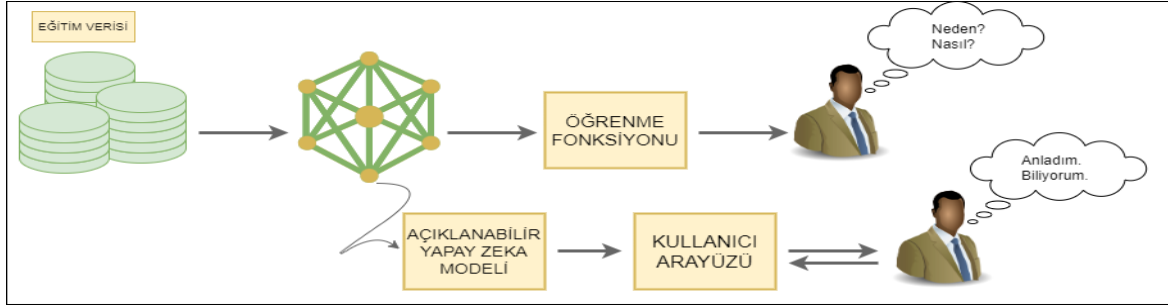 EĞİTİM VERİSİ
Neden?
Nasıl?
ÖĞRENME
FONKSİYONU
Anladım.
Biliyorum.
AÇIKLANABİLİR
YAPAY ZEKA
MODELİ
KULLANICI
ARAYÜZÜ